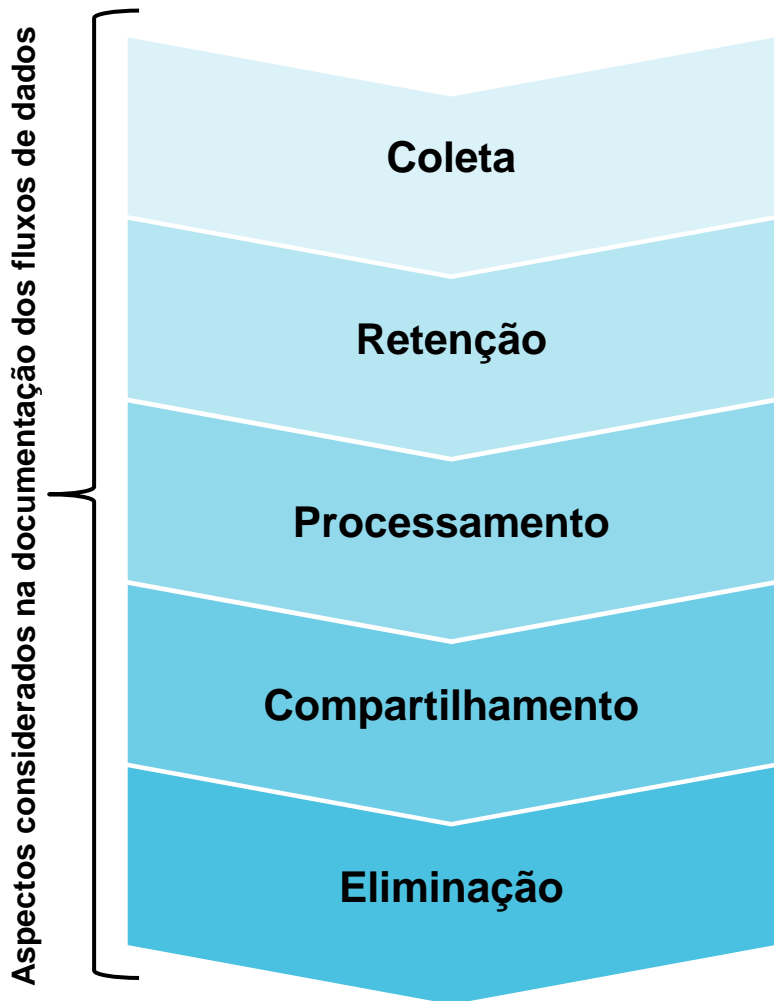 Aspectos considerados na documentação dos fluxos de dados
Coleta
Retenção
Processamento
Compartilhamento
Eliminação